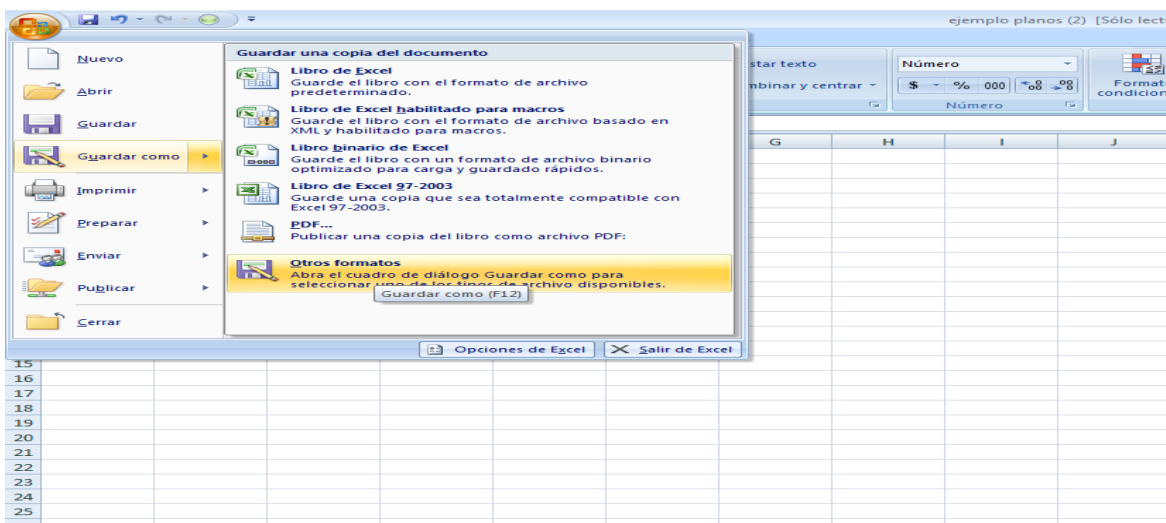 ejemplo planos (2) [Sólo lect
Nuevo
Abrir
Guardar
Guardar como
Imprimir
Preparar
Enviar
Publicar
Cerrar
Guardar una copia del documento
Libro de Excel
Guarde el libro con el formato de archivo
predeterminado.
Libro de Excel habilitado para macros
Guarde el libro con el formato de archivo basado en
XML y habilitado para macros.
Libro binario de Excel
Guarde el libro con un formato de archivo binario
optimizado para carga y guardado rápidos.
Libro de Excel 97-2003
Guarde una copia que sea totalmente compatible con
Excel 97-2003.
PDF...
Publicar una copia del libro como archivo PDF:
Otros formatos
Abra el cuadro de diálogo Guardar como para
seleccionar uno de los tipos de archivo disponibles.
Guardar como (F12)
Opciones de Excel
Salir de Excel
star texto
mbinar y centrar
Número
$ % 000
Número
Format
condicion
G H I J
15
16
17
18
19
20
21
22
23
24
25